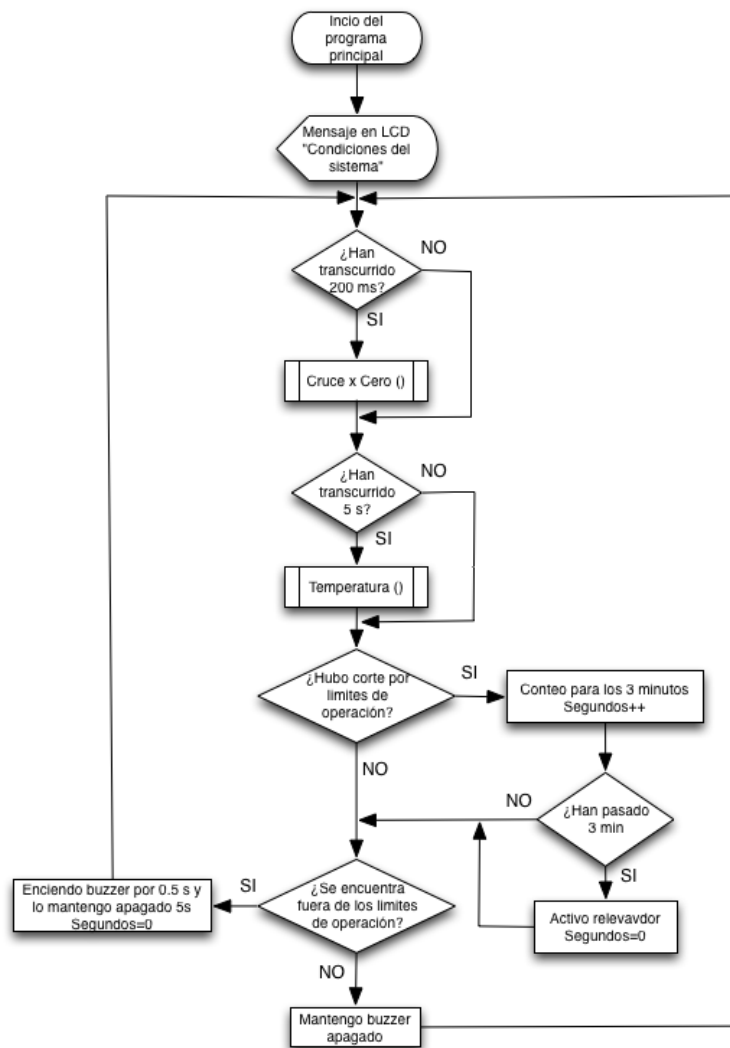 Incio del
programa
principal
Mensaje en LCD
"Condiciones del
sistema"
¿Han
transcurrido
200 ms?
NO
SI
Cruce x Cero ()
¿Han
transcurrido
5 s?
NO
SI
Temperatura ()
¿Hubo corte por
limites de
operación?
SI
Conteo para los 3 minutos
Segundos++
NO
¿Han pasado
3 min
NO
SI
Activo relevavdor
Segundos=0
¿Se encuentra
fuera de los limites
de operación?
SI
Enciendo buzzer por 0.5 s y
lo mantengo apagado 5s
Segundos=0
NO
Mantengo buzzer
apagado